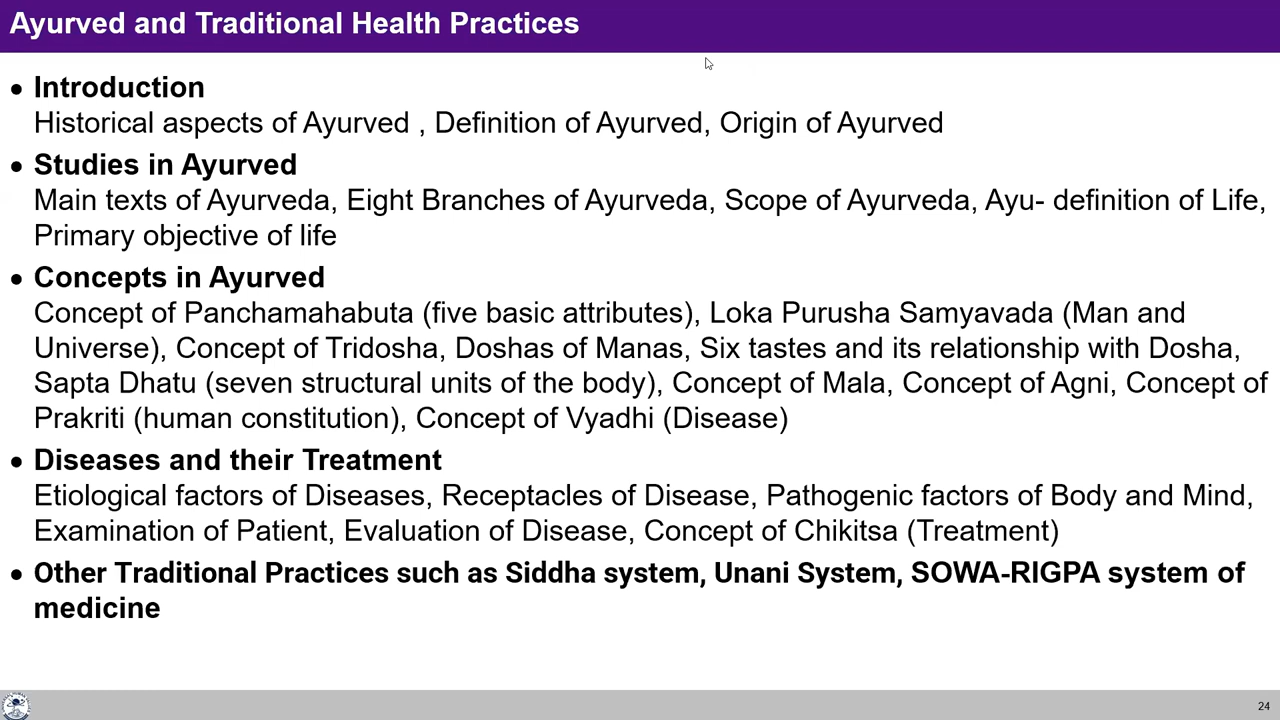 Ayurved and Traditional Health Practices
• Introduction
Historical aspects of Ayurved , Definition of Ayurved, Origin of Ayurved
• Studies in Ayurved
Main texts of Ayurveda, Eight Branches of Ayurveda, Scope of Ayurveda, Ayu- definition of Life,
Primary objective of life
• Concepts in Ayurved
Concept of Panchamahabuta (five basic attributes), Loka Purusha Samyavada (Man and
Universe), Concept of Tridosha, Doshas of Manas, Six tastes and its relationship with Dosha,
Sapta Dhatu (seven structural units of the body), Concept of Mala, Concept of Agni, Concept of
Prakriti (human constitution), Concept of Vyadhi (Disease)
• Diseases and their Treatment
Etiological factors of Diseases, Receptacles of Disease, Pathogenic factors of Body and Mind,
Examination of Patient, Evaluation of Disease, Concept of Chikitsa (Treatment)
• Other Traditional Practices such as Siddha system, Unani System, SOWA-RIGPA system of
medicine
24